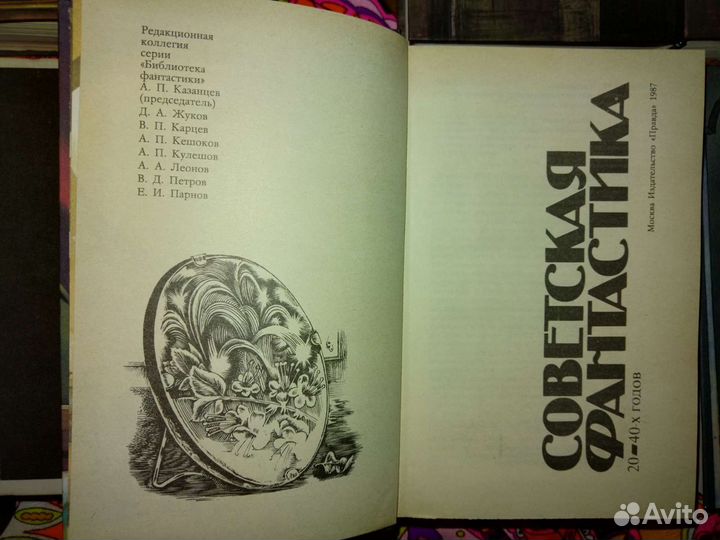 Редакционная
коллегия
серии
«Библиотека
фантастики»
А. П. Казанцев
(председатель)
Д. А. Жуков
В. П. Карцев
А. П. Кешоков
А. П. Кулешов
А. А. Леонов
В. Д. Петров
Е. И. Парнов
СОВЕТСКАЯ
ФАНТАСТИКА
20–40-х годов
Москва Издательство «Правда» 1987
Avito